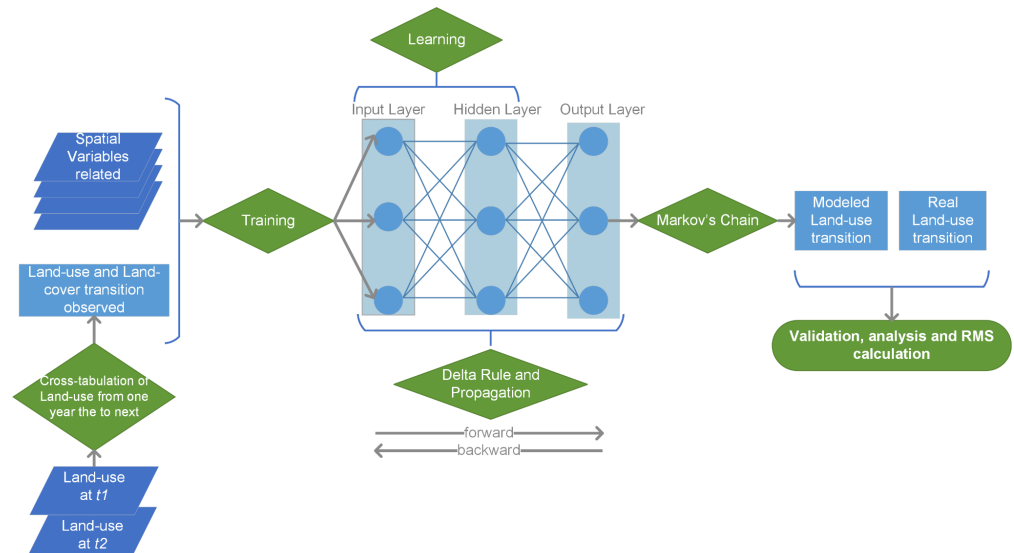 Learning
Input Layer
Hidden Layer
Output Layer
Spatial
Variables
related
Training
Markov's Chain
Modeled
Land-use
transition
Real
Land-use
transition
Land-use and Land-
cover transition
observed
Validation, analysis and RMS
calculation
Cross-tabulation of
Land-use from one
year the to next
Delta Rule and
Propagation
forward
backward
Land-use
at t1
Land-use
at t2